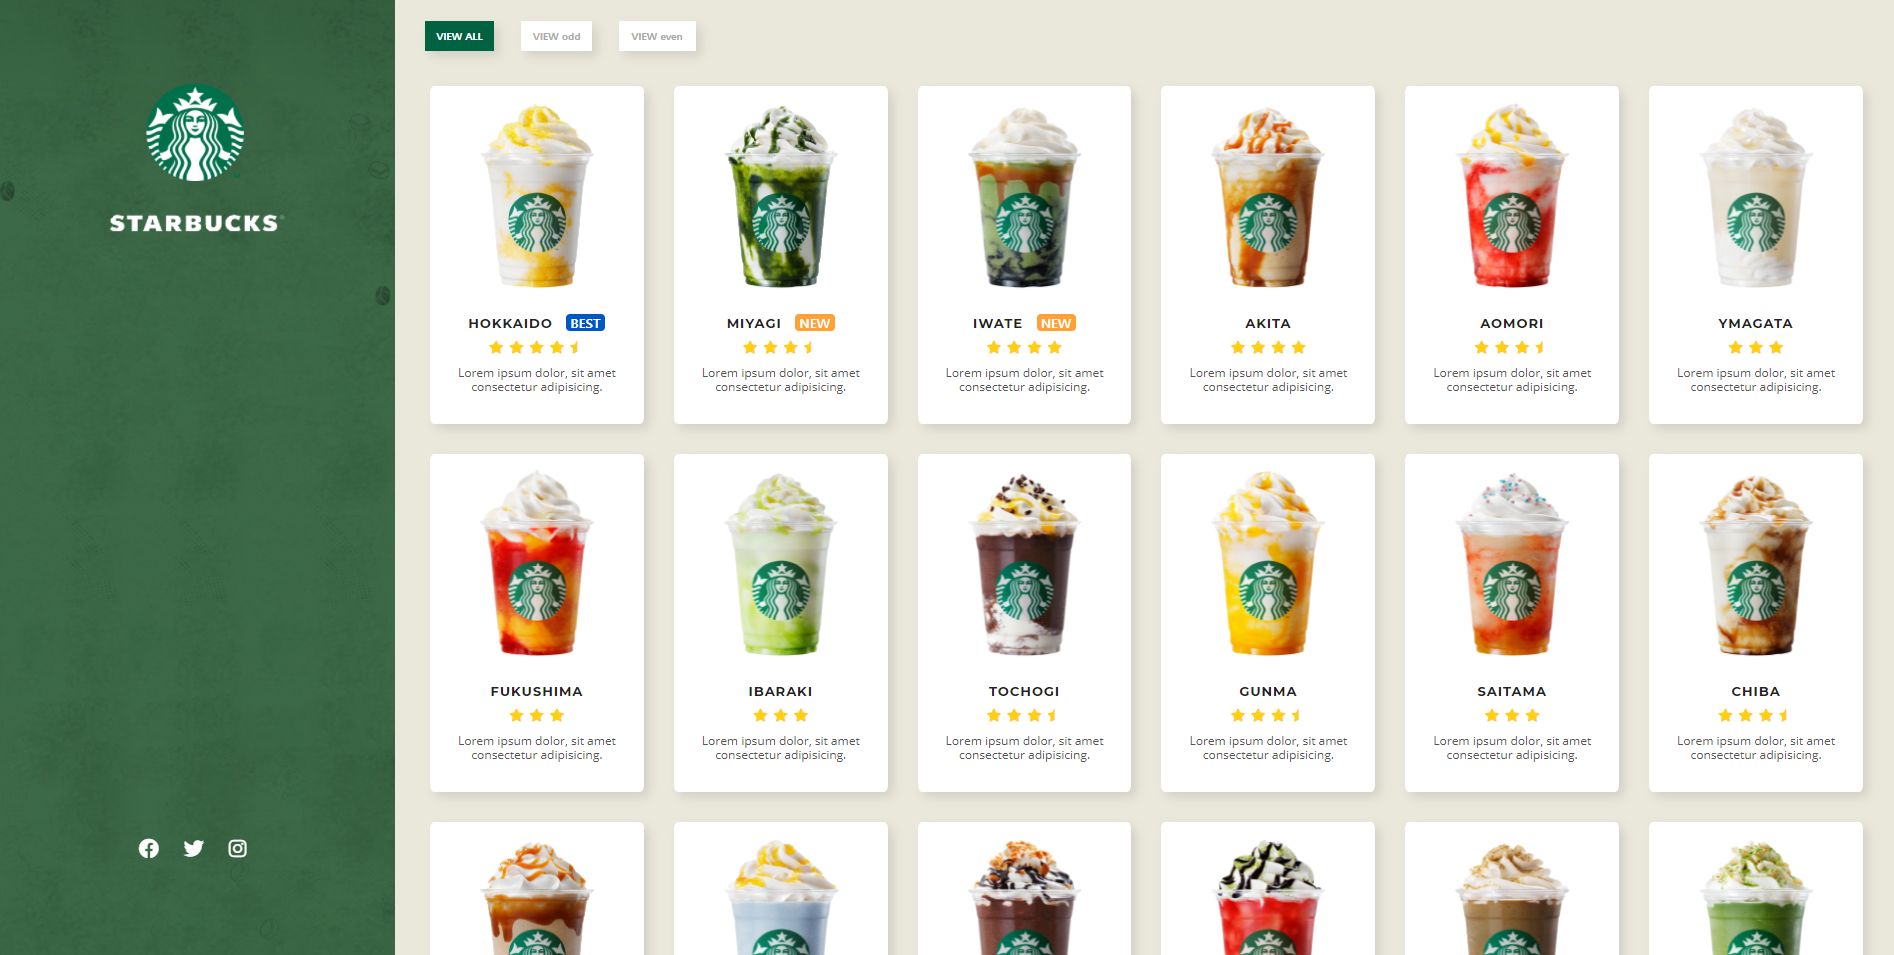 VIEW ALL
VIEW odd
VIEW even
STARBUCKS®
HOKKAIDO BEST
Lorem ipsum dolor, sit amet
consectetur adipisicing.
MIYAGI NEW
Lorem ipsum dolor, sit amet
consectetur adipisicing.
IWATE NEW
Lorem ipsum dolor, sit amet
consectetur adipisicing.
AKITA
Lorem ipsum dolor, sit amet
consectetur adipisicing.
AOMORI
Lorem ipsum dolor, sit amet
consectetur adipisicing.
YMAGATA
Lorem ipsum dolor, sit amet
consectetur adipisicing.
FUKUSHIMA
Lorem ipsum dolor, sit amet
consectetur adipisicing.
IBARAKI
Lorem ipsum dolor, sit amet
consectetur adipisicing.
TOCHOGI
Lorem ipsum dolor, sit amet
consectetur adipisicing.
GUNMA
Lorem ipsum dolor, sit amet
consectetur adipisicing.
SAITAMA
Lorem ipsum dolor, sit amet
consectetur adipisicing.
CHIBA
Lorem ipsum dolor, sit amet
consectetur adipisicing.